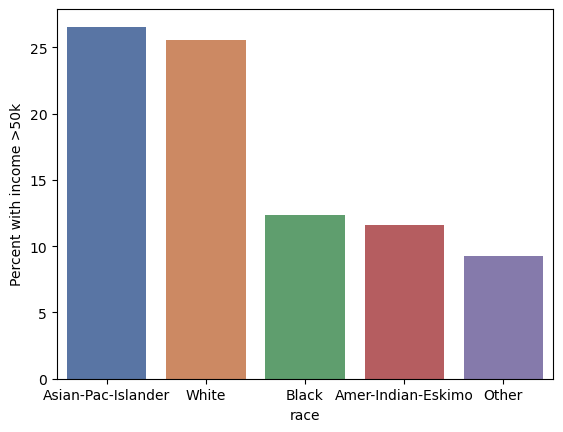 Percent with income >50k
25
20
15
10
5
0
Asian-Pac-Islander White Black Amer-Indian-Eskimo Other
race